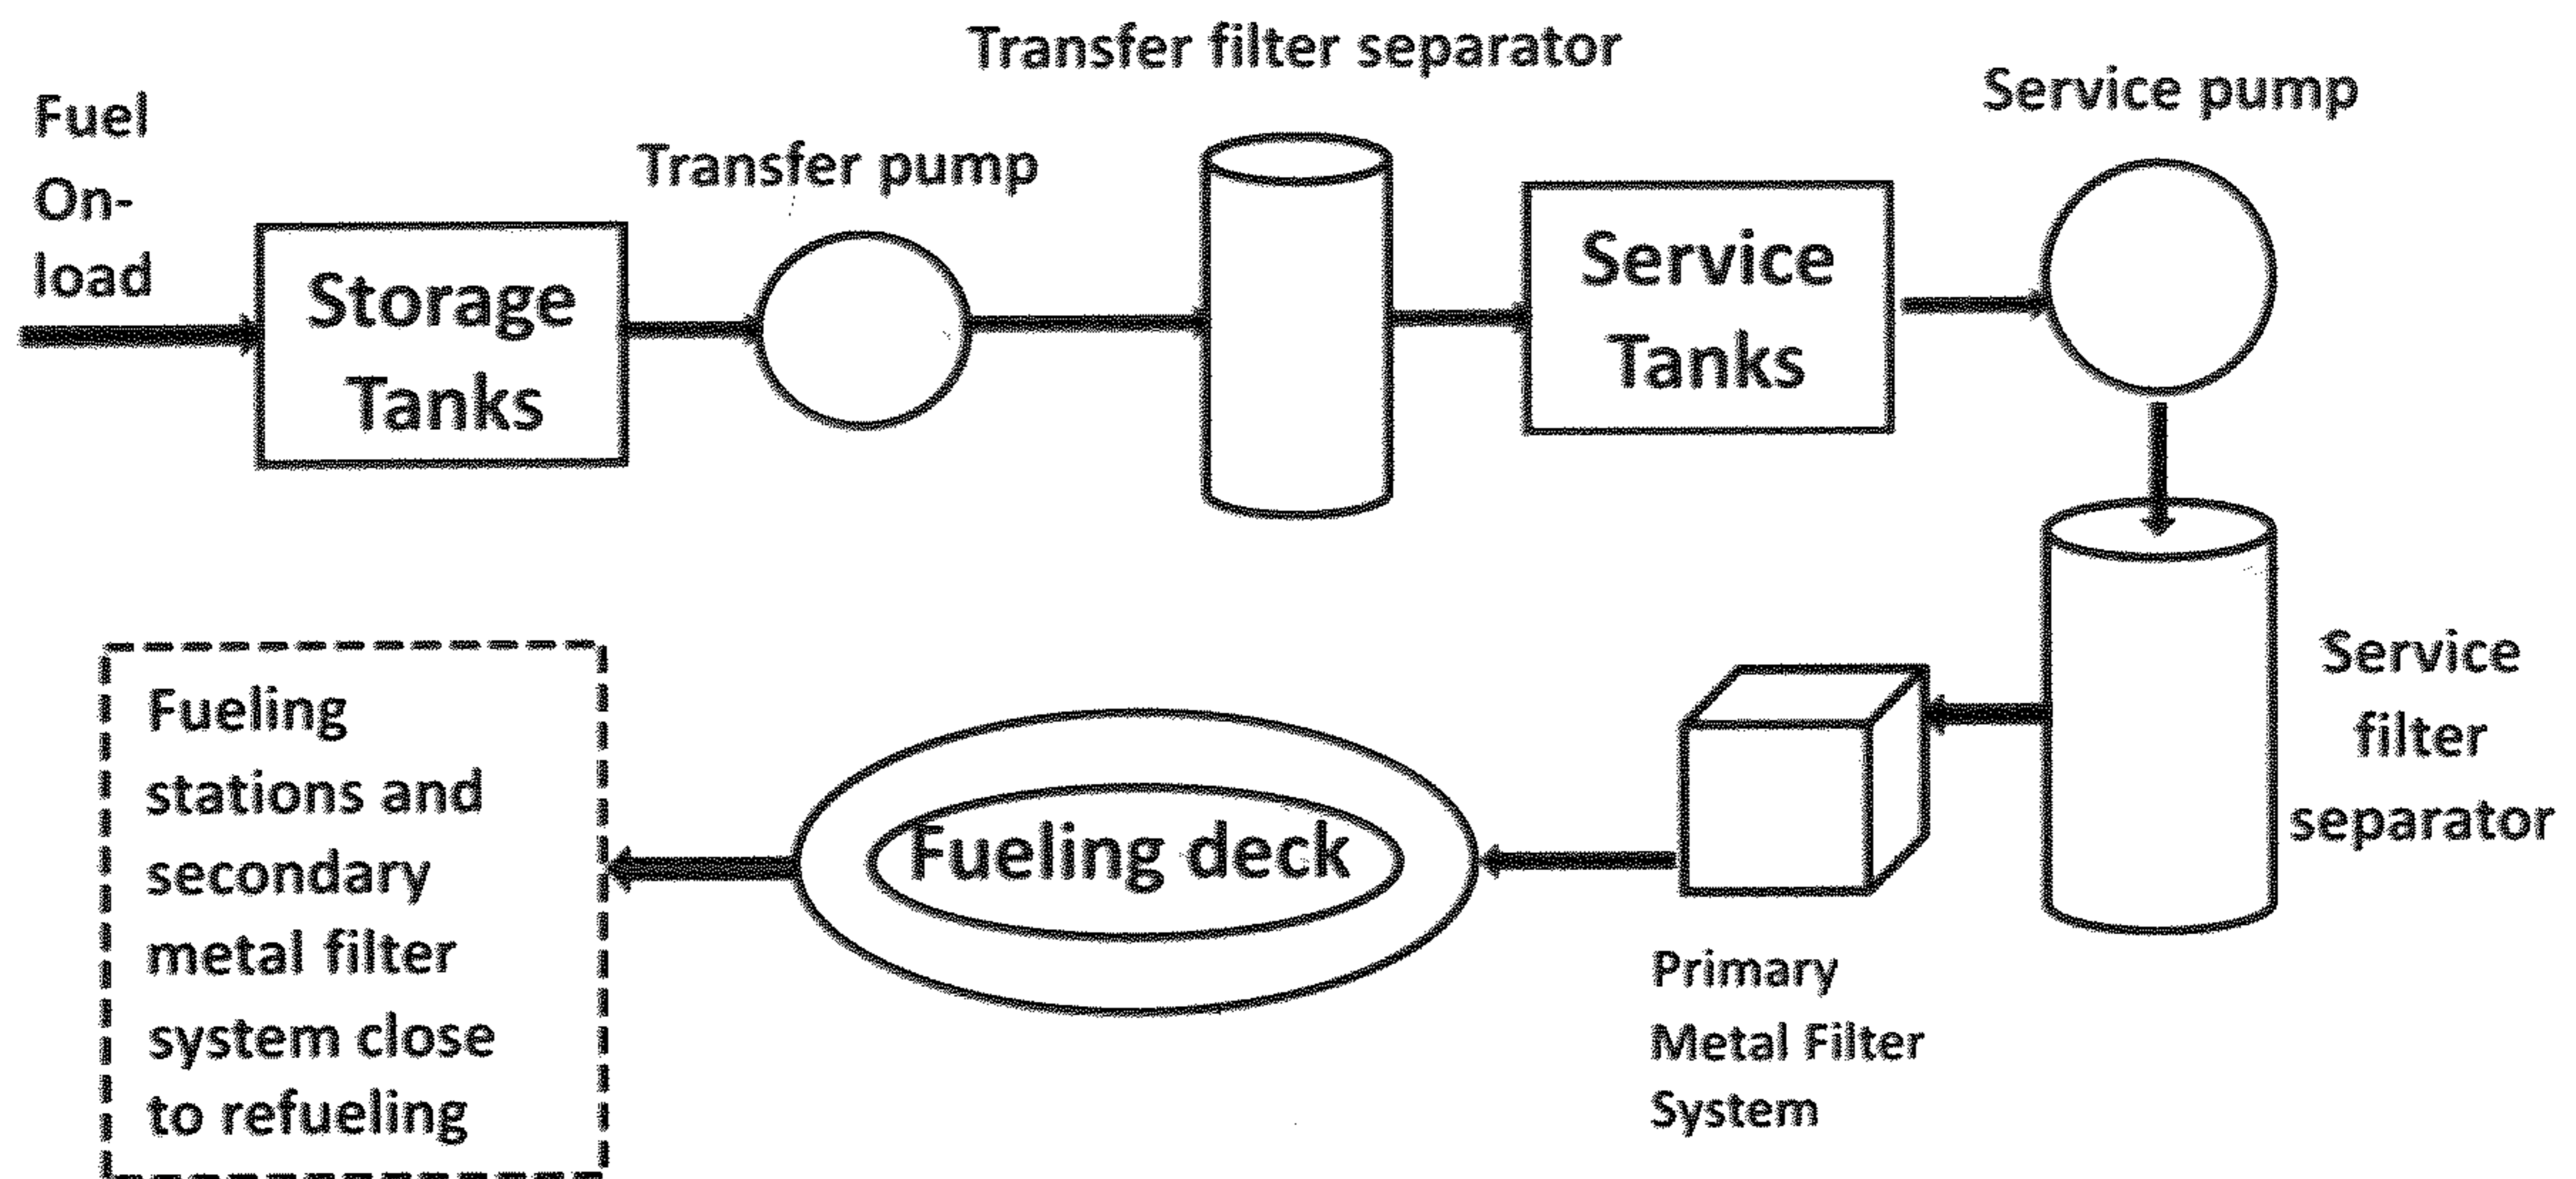 Transfer filter separator
Service pump
Fuel
On-
load
Transfer pump
Storage
Tanks
Service
Tanks
Service
filter
separator
Fueling
stations and
secondary
metal filter
system close
to refueling
Fueling deck
Primary
Metal Filter
System